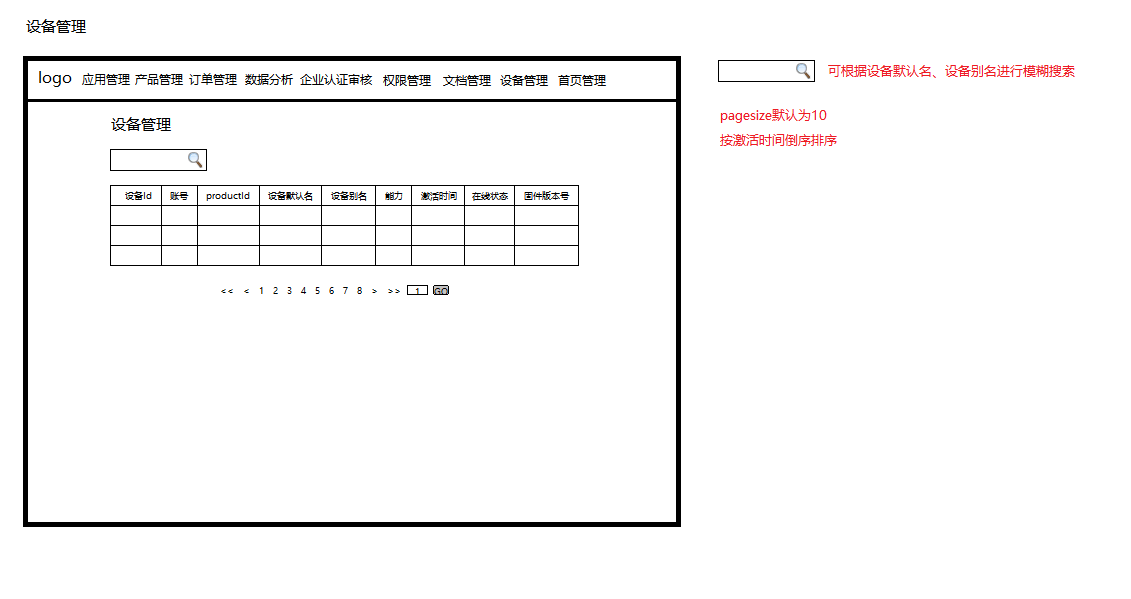 设备管理
logo 应用管理 产品管理 订单管理 数据分析 企业认证审核 权限管理 文档管理 设备管理 首页管理
设备管理
设备Id 账号 productId 设备默认名 设备别名 能力 激活时间 在线状态 固件版本号
<< < 1 2 3 4 5 6 7 8 > >> 1 GO
可根据设备默认名、设备别名进行模糊搜索
pagesize默认为10
按激活时间倒序排序